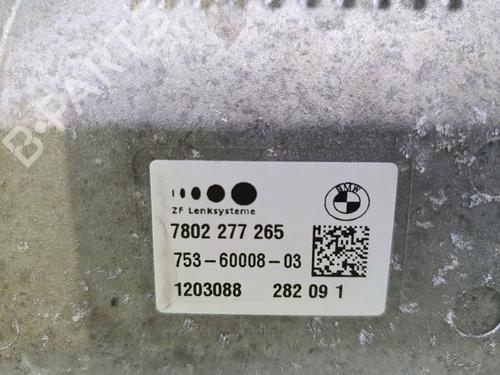 B-PARTS
BMW
ZF Lenksysteme
7802 277 265
753-60008-03
1203088 282 09 1